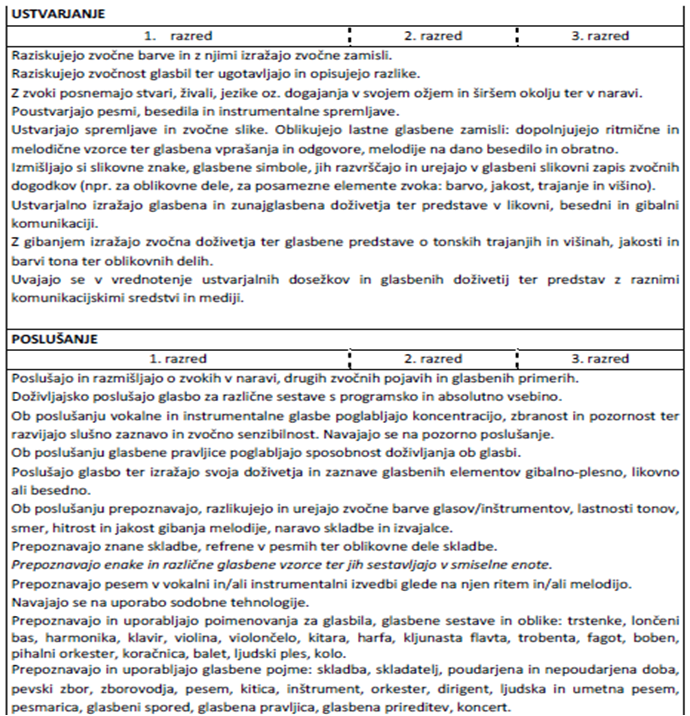 USTVARJANJE
1. razred 2. razred 3. razred
Raziskujejo zvočne barve in z njimi izražajo zvočne zamisli.
Raziskujejo zvočnost glasbil ter ugotavljajo in opisujejo razlike.
Z zvoki posnemajo stvari, živali, jezike oz. dogajanja v svojem ožjem in širšem okolju ter v naravi.
Poustvarjajo pesmi, besedila in instrumentalne spremljave.
Ustvarjajo spremljave in zvočne slike. Oblikujejo lastne glasbene zamisli: dopolnjujejo ritmične in
melodične vzorce ter glasbena vprašanja in odgovore, melodije na dano besedilo in obratno.
Izmišljajo si slikovne znake, glasbene simbole, jih razvrščajo in urejajo v glasbeni slikovni zapis zvočnih
dogodkov (npr. za oblikovne dele, za posamezne elemente zvoka: barvo, jakost, trajanje in višino).
Ustvarjalno izražajo glasbena in zunajglasbena doživetja ter predstave v likovni, besedni in gibalni
komunikaciji.
Z gibanjem izražajo zvočna doživetja ter glasbene predstave o tonskih trajanjih in višinah, jakosti in
barvi tona ter oblikovnih delih.
Uvajajo se v vrednotenje ustvarjalnih dosežkov in glasbenih doživetij ter predstav z raznimi
komunikacijskimi sredstvi in mediji.
POSLUŠANJE
1. razred 2. razred 3. razred
Poslušajo in razmišljajo o zvokih v naravi, drugih zvočnih pojavih in glasbenih primerih.
Doživljajsko poslušajo glasbo za različne sestave s programsko in absolutno vsebino.
Ob poslušanju vokalne in instrumentalne glasbe poglabljajo koncentracijo, zbranost in pozornost ter
razvijajo slušno zaznavo in zvočno senzibilnost. Navajajo se na pozorno poslušanje.
Ob poslušanju glasbene pravljice poglabljajo sposobnost doživljanja ob glasbi.
Poslušajo glasbo ter izražajo svoja doživetja in zaznave glasbenih elementov gibalno-plesno, likovno
ali besedno.
Ob poslušanju prepoznavajo, razlikujejo in urejajo zvočne barve glasov/inštrumentov, lastnosti tonov,
smer, hitrost in jakost gibanja melodije, naravo skladbe in izvajalce.
Prepoznavajo znane skladbe, refrene v pesmih ter oblikovne dele skladbe.
Prepoznavajo enake in različne glasbene vzorce ter jih sestavljajo v smiselne enote.
Prepoznavajo pesem v vokalni in/ali instrumentalni izvedbi glede na njen ritem in/ali melodijo.
Navajajo se na uporabo sodobne tehnologije.
Prepoznavajo in uporabljajo poimenovanja za glasbila, glasbene sestave in oblike: trstenke, lončeni
bas, harmonika, klavir, violina, violončelo, kitara, harfa, kljunasta flavta, trobenta, fagot, boben,
pihalni orkester, koračnica, balet, ljudski ples, kolo.
Prepoznavajo in uporabljajo glasbene pojme: skladba, skladatelj, poudarjena in nepoudarjena doba,
pevski zbor, zborovodja, pesem, kitica, inštrument, orkester, dirigent, ljudska in umetna pesem,
pesmarica, glasbeni spored, glasbena pravljica, glasbena prireditev, koncert.